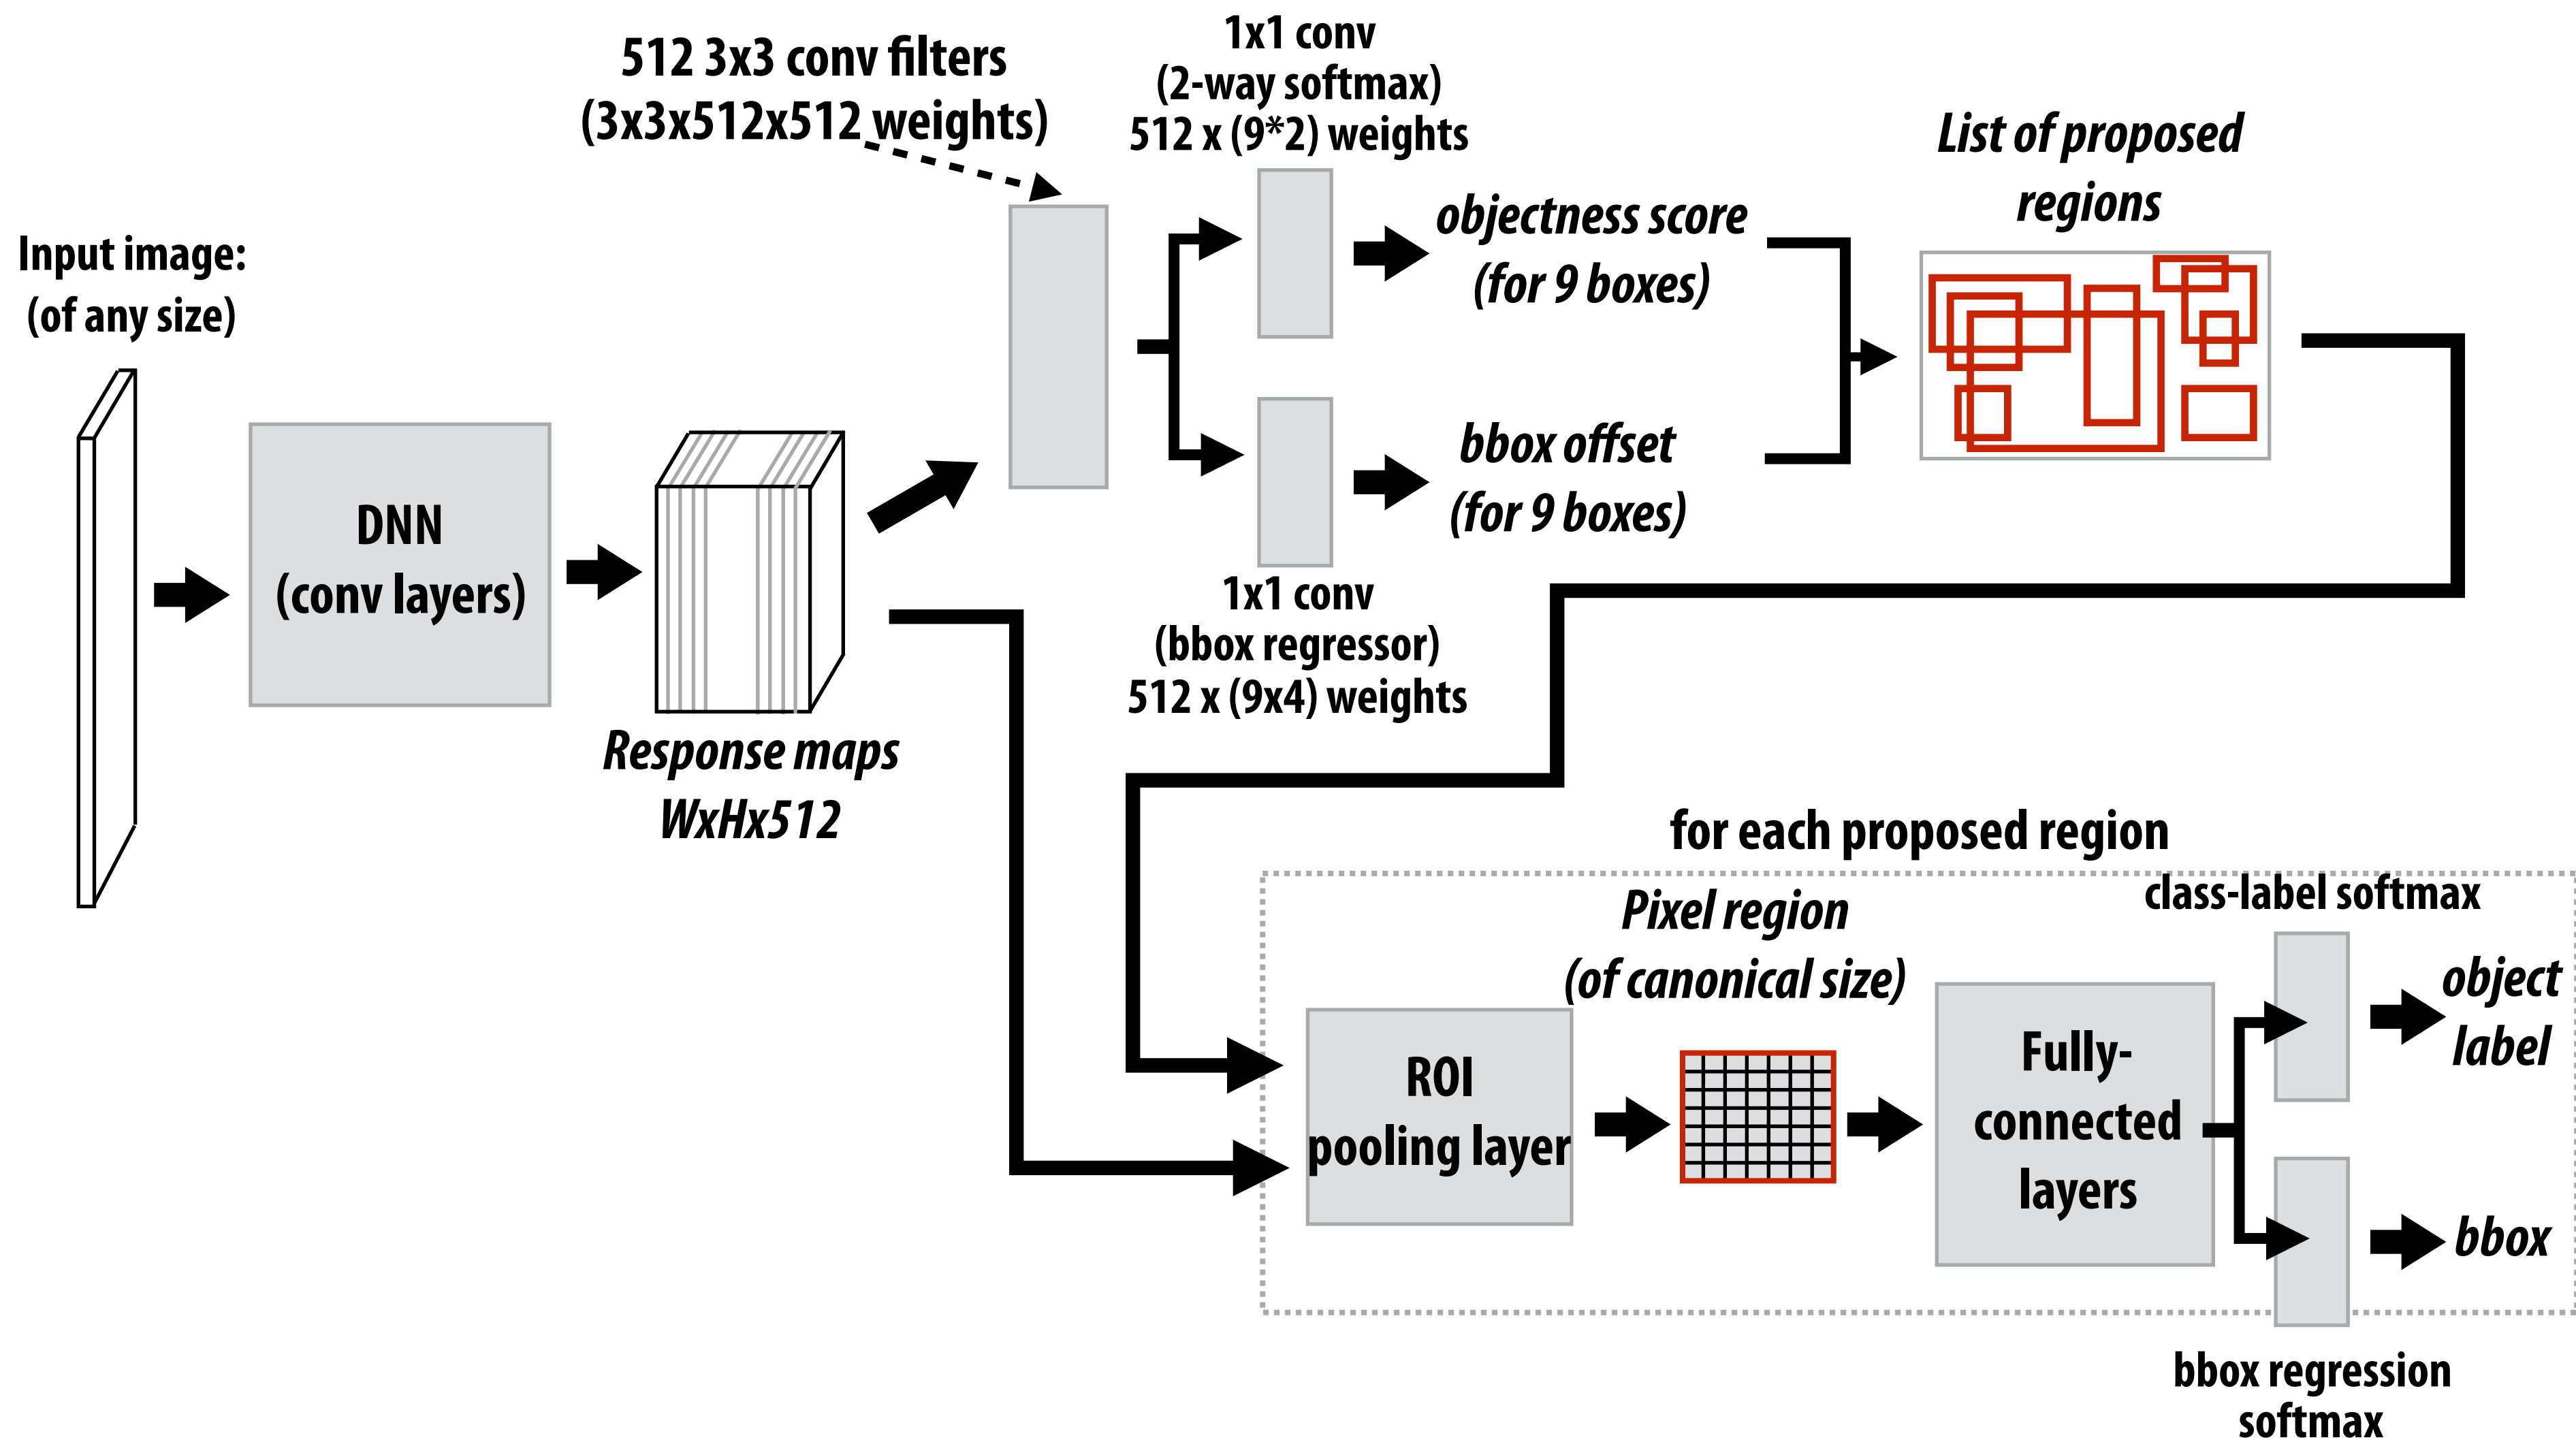 512 3x3 conv filters
(3x3x512x512 weights)
1x1 conv
(2-way softmax)
512 x (9*2) weights
List of proposed
regions
Input image:
(of any size)
objectness score
(for 9 boxes)
DNN
(conv layers)
bbox offset
(for 9 boxes)
1x1 conv
(bbox regressor)
512 x (9x4) weights
Response maps
WxHx512
for each proposed region
Pixel region
(of canonical size)
class-label softmax
ROI
pooling layer
Fully-
connected
layers
object
label
bbox
bbox regression
softmax